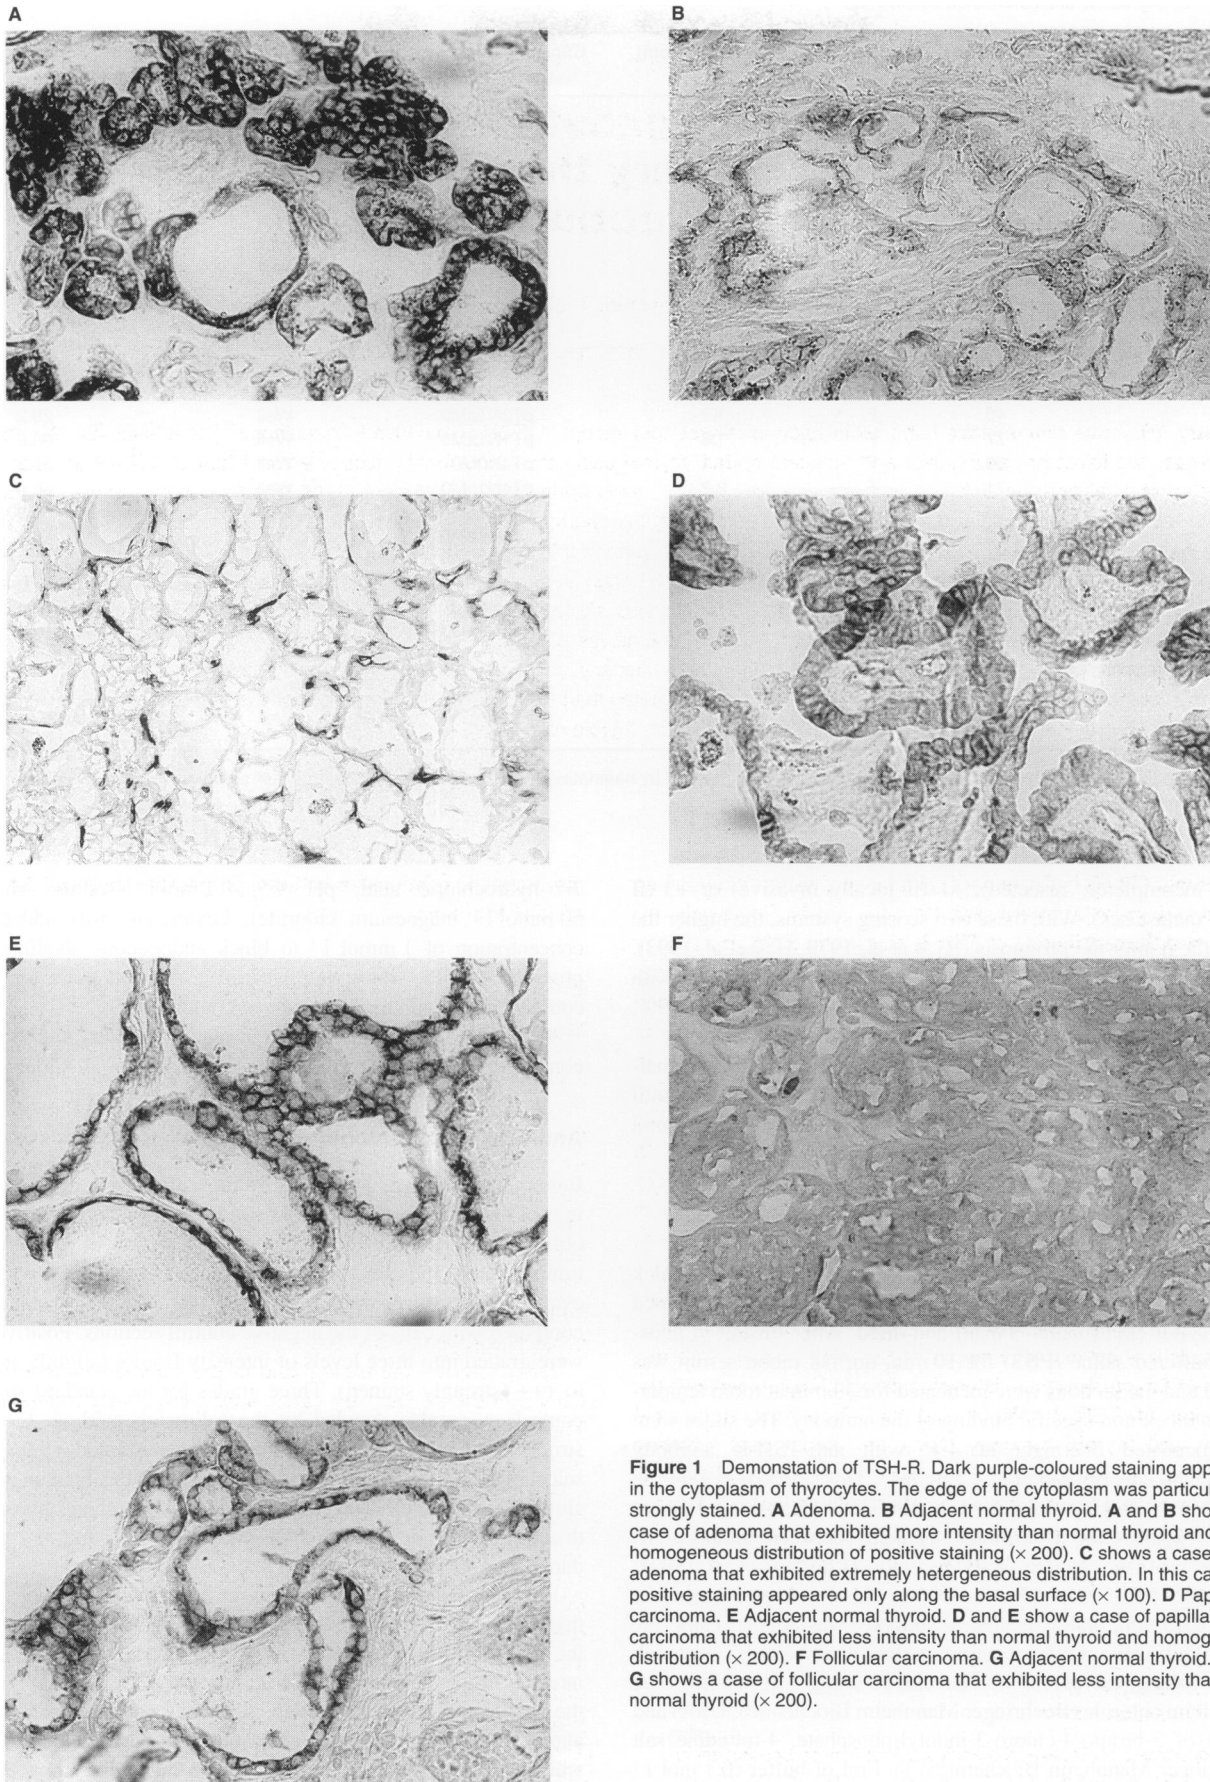 A
B
C
D
E
F
G
Figure 1 Demonstation of TSH-R. Dark purple-coloured staining app
in the cytoplasm of thyrocytes. The edge of the cytoplasm was particul
strongly stained. A Adenoma. B Adjacent normal thyroid. A and B sho
case of adenoma that exhibited more intensity than normal thyroid and
homogeneous distribution of positive staining (× 200). C shows a case
adenoma that exhibited extremely hetergeneous distribution. In this ca
positive staining appeared only along the basal surface (× 100). D Pap
carcinoma. E Adjacent normal thyroid. D and E show a case of papilla
carcinoma that exhibited less intensity than normal thyroid and homog
distribution (× 200). F Follicular carcinoma. G Adjacent normal thyroid.
G shows a case of follicular carcinoma that exhibited less intensity tha
normal thyroid (× 200).